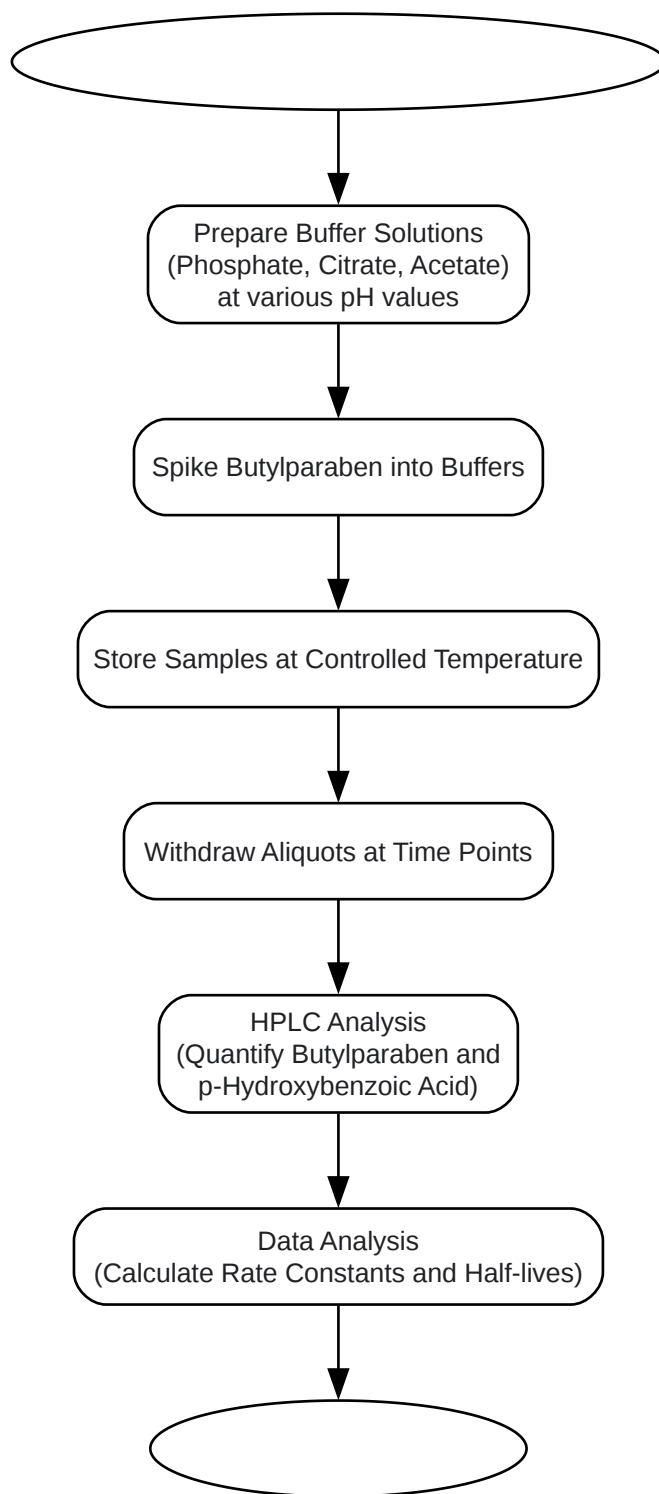 Prepare Buffer Solutions
(Phosphate, Citrate, Acetate)
at various pH values
Spike Butylparaben into Buffers
Store Samples at Controlled Temperature
Withdraw Aliquots at Time Points
HPLC Analysis
(Quantify Butylparaben and
p-Hydroxybenzoic Acid)
Data Analysis
(Calculate Rate Constants and Half-lives)